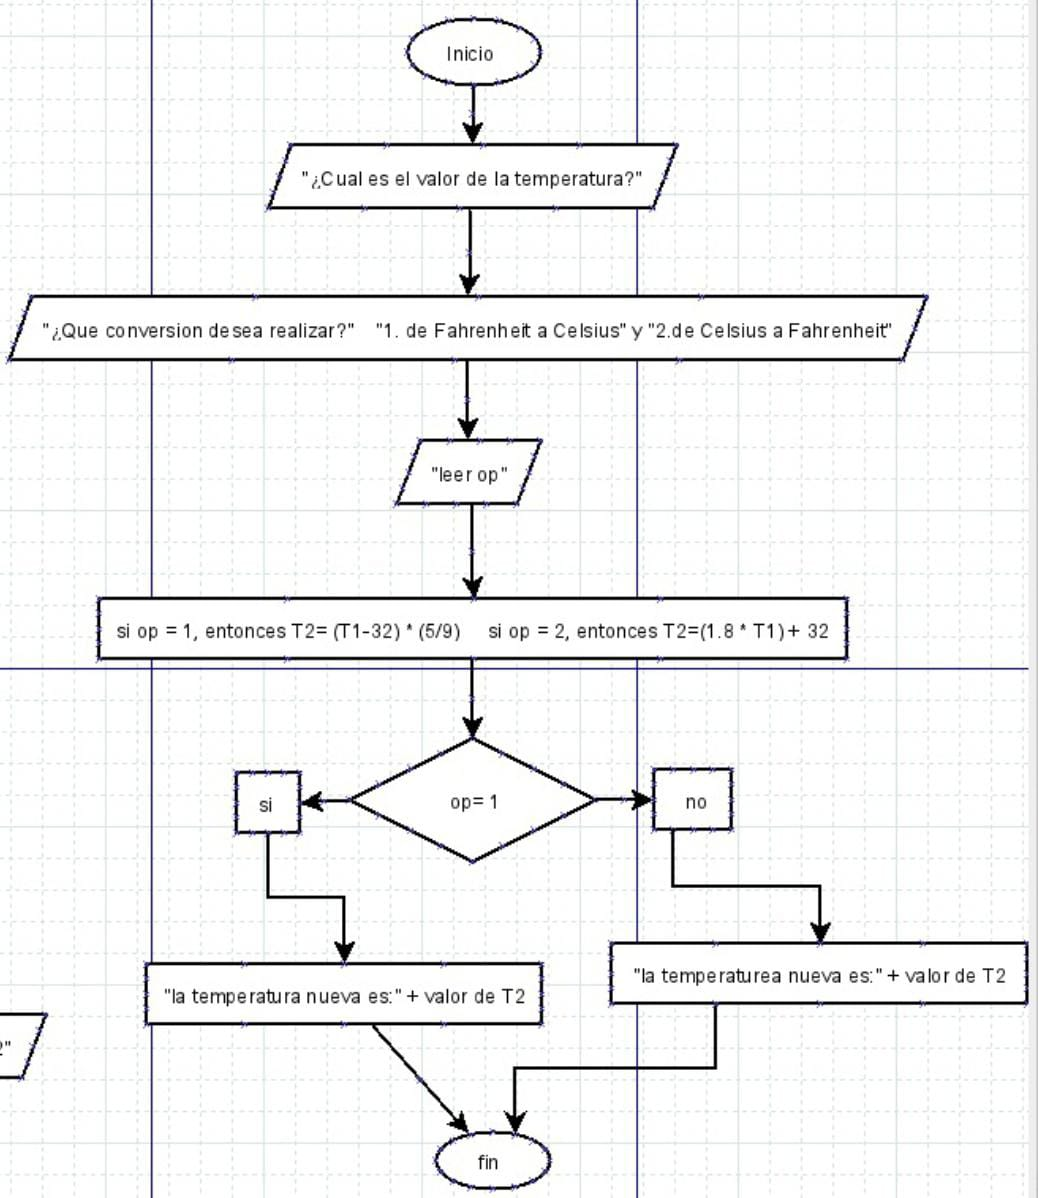 Inicio
"¿Cual es el valor de la temperatura?"
"¿Que conversion desea realizar?" "1. de Fahrenheit a Celsius" y "2.de Celsius a Fahrenheit"
"leer op"
si op = 1, entonces T2= (T1-32) * (5/9) si op = 2, entonces T2=(1.8 * T1)+ 32
op= 1
si
no
"la temperatura nueva es:" + valor de T2
"la temperaturea nueva es:" + valor de T2
2"
fin